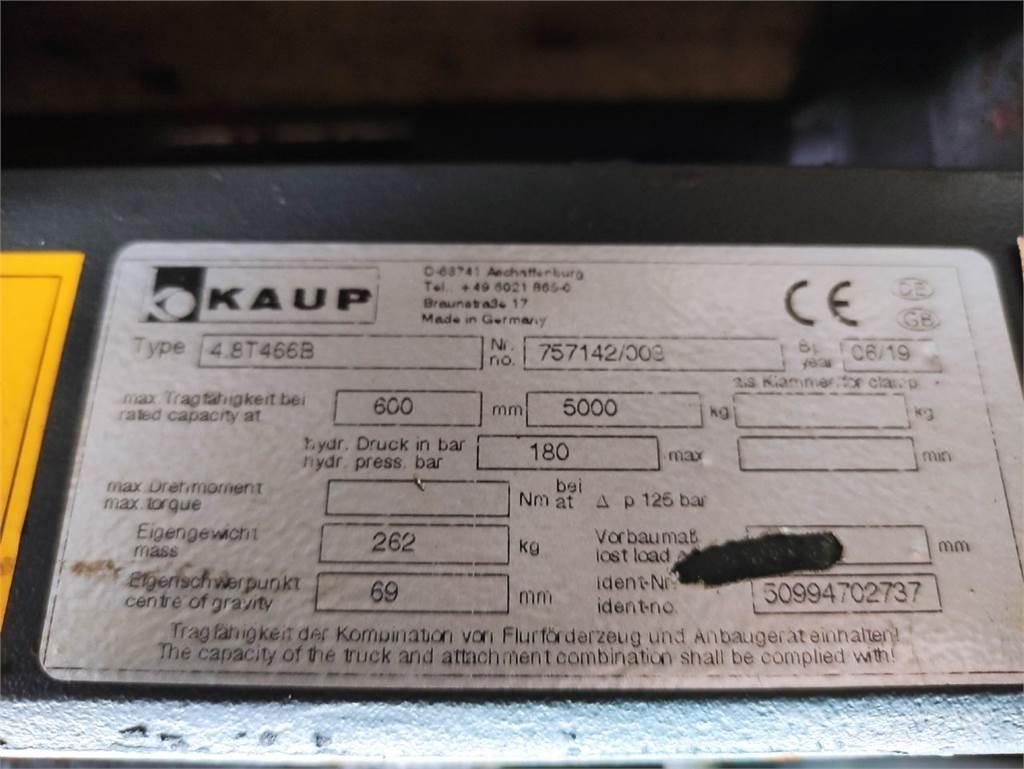 KAUP
D-63741 Aschaffenburg
Tel.: +49 6021 865-0
Braunstraße 17
Made in Germany
CE DE
GB
Type 4.8T466B Nr. no. 757142/003 Bj. year 06/19
als Klammer/for clamp
max. Tragfähigkeit bei
rated capacity at 600 mm 5000 kg kg
hydr. Druck in bar
hydr. press. bar 180 max min
max. Drehmoment
max. torque Nm bei at Δ p 125 bar
Eigengewicht
mass 262 kg Vorbaumaß
lost load mm
Eigenschwerpunkt
centre of gravity 69 mm ident-Nr.
ident-no. 50994702737
Tragfähigkeit der Kombination von Flurförderzeug und Anbaugerät einhalten!
The capacity of the truck and attachment combination shall be complied with!